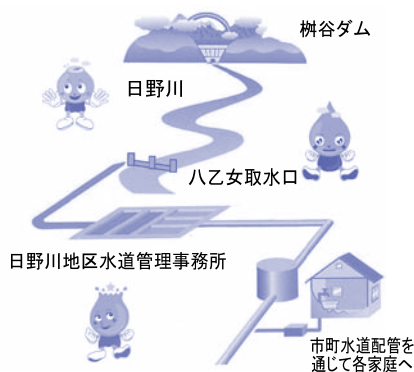 桝谷ダム
日野川
八乙女取水口
日野川地区水道管理事務所
市町水道配管を
通じて各家庭へ